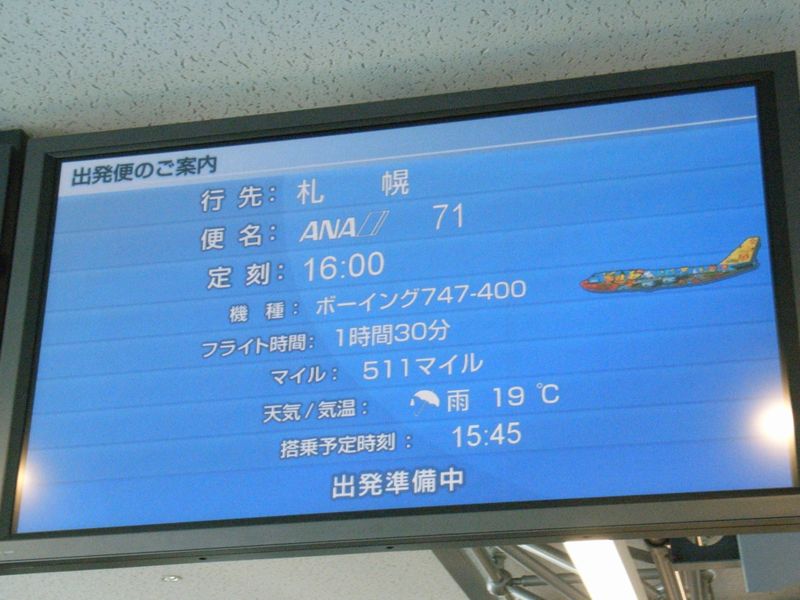 出発便のご案内
行先： 札 幌
便名： ANA 71
定刻： 16:00
機種： ボーイング747-400
フライト時間： 1時間30分
マイル： 511マイル
天気/気温： 雨 19℃
搭乗予定時刻： 15:45
出発準備中